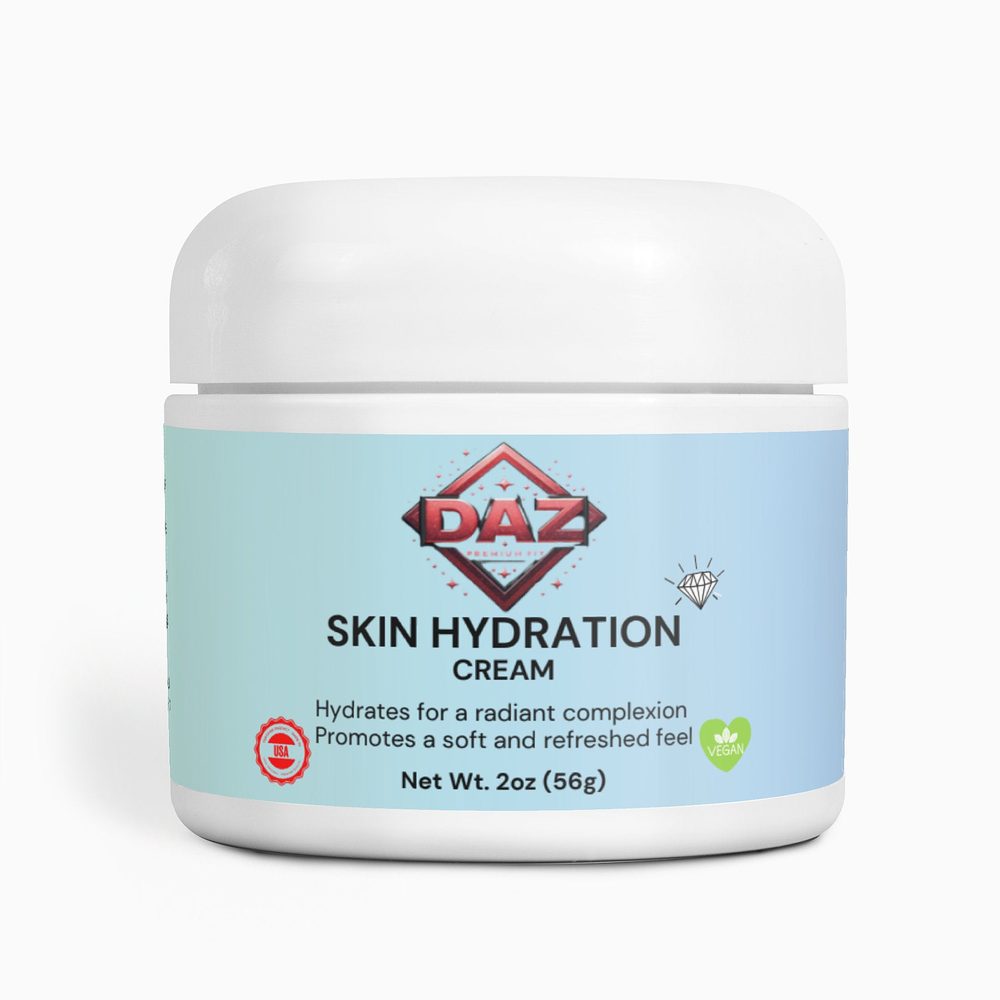 DAZ
PREMIUM FIT
SKIN HYDRATION
CREAM
Hydrates for a radiant complexion
Promotes a soft and refreshed feel
USA
VEGAN
Net Wt. 2oz (56g)